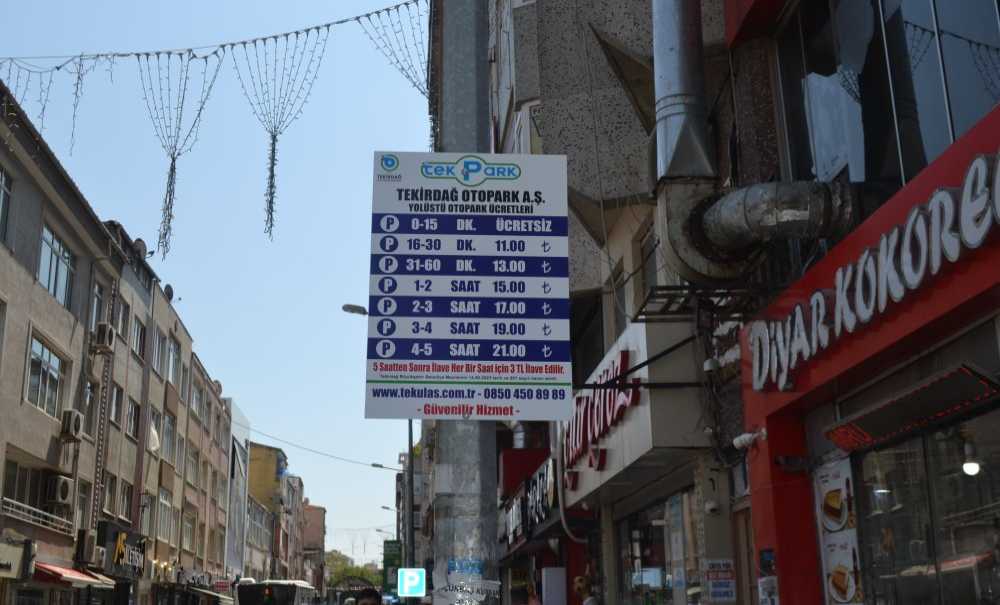 TEKİRDAĞ
tek Park
TEKİRDAĞ OTOPARK A.Ş.
YOLÜSTÜ OTOPARK ÜCRETLERİ
P 0-15 DK. ÜCRETSİZ
P 16-30 DK. 11.00 ₺
P 31-60 DK. 13.00 ₺
P 1-2 SAAT 15.00 ₺
P 2-3 SAAT 17.00 ₺
P 3-4 SAAT 19.00 ₺
P 4-5 SAAT 21.00 ₺
5 Saatten Sonra İlave Her Bir Saat için 3 TL İlave Edilir.
www.tekulas.com.tr - 0850 450 89 89
- Güvenilir Hizmet -
DİYAR KOKOREÇ
P